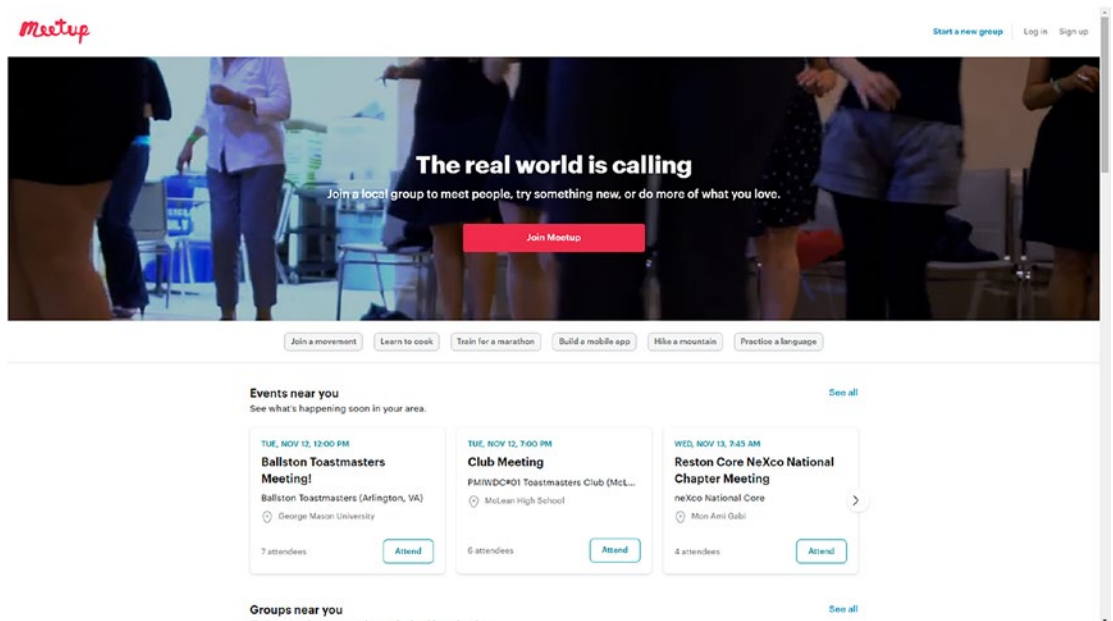 Meetup
Start a new group Log in Sign up
The real world is calling
Join a local group to meet people, try something new, or do more of what you love.
Join Meetup
Join a movement Learn to cook Train for a marathon Build a mobile app Hike a mountain Practice a language
Events near you
See all
See what's happening soon in your area.
TUE, NOV 12, 12:00 PM
Ballston Toastmasters
Meeting!
Ballston Toastmasters (Arlington, VA)
George Mason University
7 attendees
Attend
TUE, NOV 12, 7:00 PM
Club Meeting
PMIWDC#01 Toastmasters Club (McL...
McLean High School
6 attendees
Attend
WED, NOV 13, 7:45 AM
Reston Core NeXco National
Chapter Meeting
neXco National Core
Mon Ami Gabi
4 attendees
Attend
Groups near you
See all